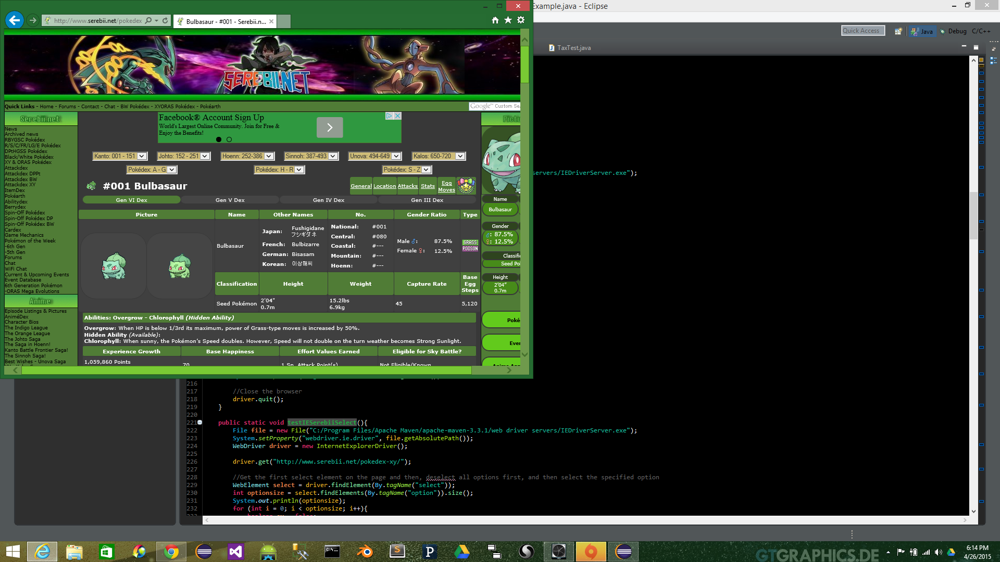 Example.java - Eclipse
http://www.serebii.net/pokedex
Bulbasaur - #001 - Serebii.n...
Quick Access
Java
Debug
C/C++
TaxTest.java
SEREBII.NET
Quick Links - Home - Forums - Contact - Chat - BW Pokédex - XYORAS Pokédex - Pokéarth
Google™ Custom Se
Serebii.net
News
Archived news
RBYGSC Pokédex
R/S/C/FR/LG/E Pokédex
DPtHGSS Pokédex
Black/White Pokédex
XY & ORAS Pokédex
Attackdex
Attackdex DPPt
Attackdex BW
Attackdex XY
ItemDex
Pokéarth
Abilitydex
Berrydex
Spin-Off Pokédex
Spin-Off Pokédex DP
Spin-Off Pokédex BW
Cardex
Game Mechanics
Pokémon of the Week
-6th Gen
-5th Gen
Forums
Chat
WiFi Chat
Current & Upcoming Events
Event Database
6th Generation Pokémon
-ORAS Mega Evolutions
Anime
Episode Listings & Pictures
AniméDex
Character Bios
The Indigo League
The Orange League
The Johto Saga
The Saga in Hoenn!
Kanto Battle Frontier Saga!
The Sinnoh Saga!
Best Wishes - Unova Saga
Facebook® Account Sign Up
World's Largest Online Community. Join for Free &
Enjoy the Benefits!
Kanto: 001 - 151
Johto: 152 - 251
Hoenn: 252-386
Sinnoh: 387-493
Unova: 494-649
Kalos: 650-720
Pokédex: A - G
Pokédex: H - R
Pokédex: S - Z
#001 Bulbasaur
General
Location
Attacks
Stats
Egg
Moves
Gen VI Dex
Gen V Dex
Gen IV Dex
Gen III Dex
Picture
Name
Other Names
No.
Gender Ratio
Type
Bulbasaur
Japan: Fushigidane
フシギダネ
French: Bulbizarre
German: Bisasam
Korean: 이상해씨
National: #001
Central: #080
Coastal: #---
Mountain: #---
Hoenn: #---
Male ♂: 87.5%
Female ♀: 12.5%
GRASS
POISON
Classification
Height
Weight
Capture Rate
Base
Egg
Steps
Seed Pokémon
2'04"
0.7m
15.2lbs
6.9kg
45
5,120
Abilities: Overgrow - Chlorophyll (Hidden Ability)
Overgrow: When HP is below 1/3rd its maximum, power of Grass-type moves is increased by 50%.
Hidden Ability (Available):
Chlorophyll: When sunny, the Pokémon's Speed doubles. However, Speed will not double on the turn weather becomes Strong Sunlight.
Experience Growth
Base Happiness
Effort Values Earned
Eligible for Sky Battle?
1,059,860 Points
70
1 Sp. Attack Point(s)
Not Eligible/Known
Pictu
Name
Bulbasaur
Gender
♂: 87.5%
♀: 12.5%
Classifi
Seed Po
Height
2'04"
0.7m
Poké
Ever
servers/IEDriverServer.exe");
216
217 //Close the browser
218 driver.quit();
219 }
220
221 public static void testIESerebiiSelect(){
222 File file = new File("C:/Program Files/Apache Maven/apache-maven-3.3.1/web driver servers/IEDriverServer.exe");
223 System.setProperty("webdriver.ie.driver", file.getAbsolutePath());
224 WebDriver driver = new InternetExplorerDriver();
225
226 driver.get("http://www.serebii.net/pokedex-xy/");
227
228 //Get the first select element on the page and then, deselect all options first, and then select the specified option
229 WebElement select = driver.findElement(By.tagName("select"));
230 int optionsize = select.findElements(By.tagName("option")).size();
231 System.out.println(optionsize);
232 for (int i = 0; i < optionsize; i++){
GTGRAPHICS.DE
6:14 PM
4/26/2015